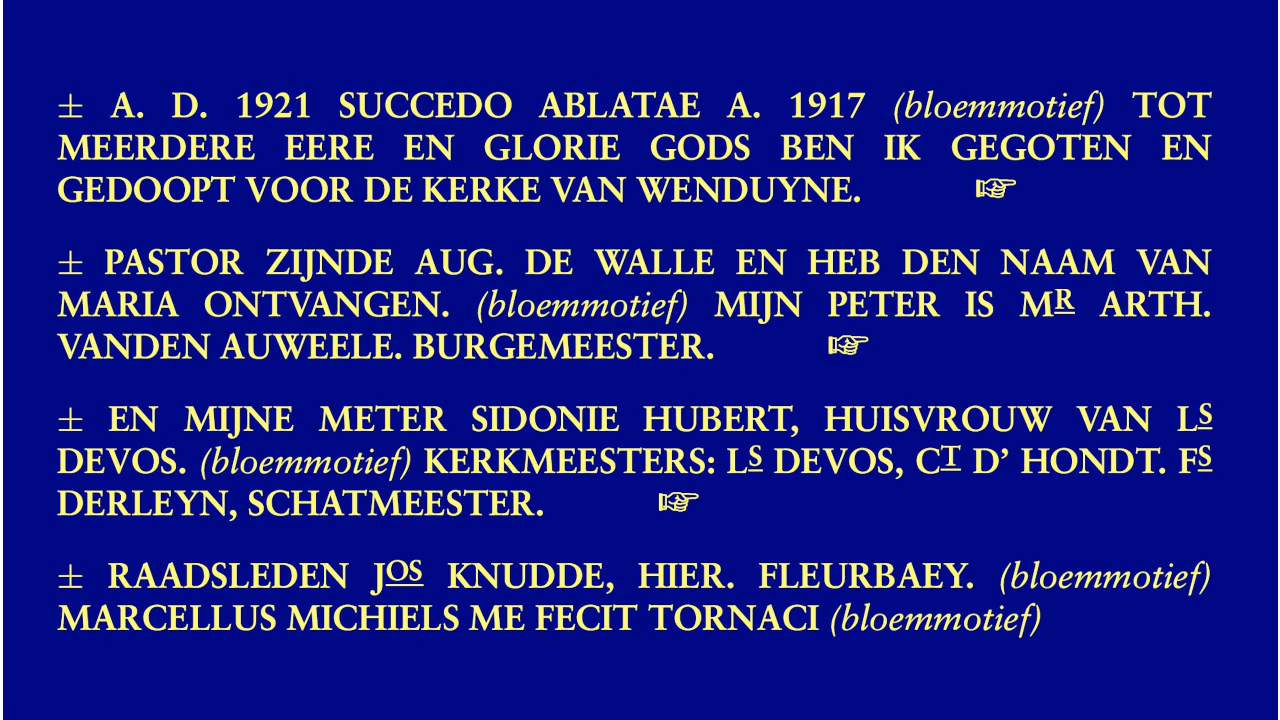 ± A. D. 1921 SUCCEDO ABLATAE A. 1917 (bloemmotief) TOT
MEERDERE EERE EN GLORIE GODS BEN IK GEGOTEN EN
GEDOOPT VOOR DE KERKE VAN WENDUYNE. ☞
± PASTOR ZIJNDE AUG. DE WALLE EN HEB DEN NAAM VAN
MARIA ONTVANGEN. (bloemmotief) MIJN PETER IS MR ARTH.
VANDEN AUWEELE. BURGEMEESTER. ☞
± EN MIJNE METER SIDONIE HUBERT, HUISVROUW VAN LS
DEVOS. (bloemmotief) KERKMEESTERS: LS DEVOS, CT D’ HONDT. FS
DERLEYN, SCHATMEESTER. ☞
± RAADSLEDEN JOS KNUDDE, HIER. FLEURBAEY. (bloemmotief)
MARCELLUS MICHIELS ME FECIT TORNACI (bloemmotief)